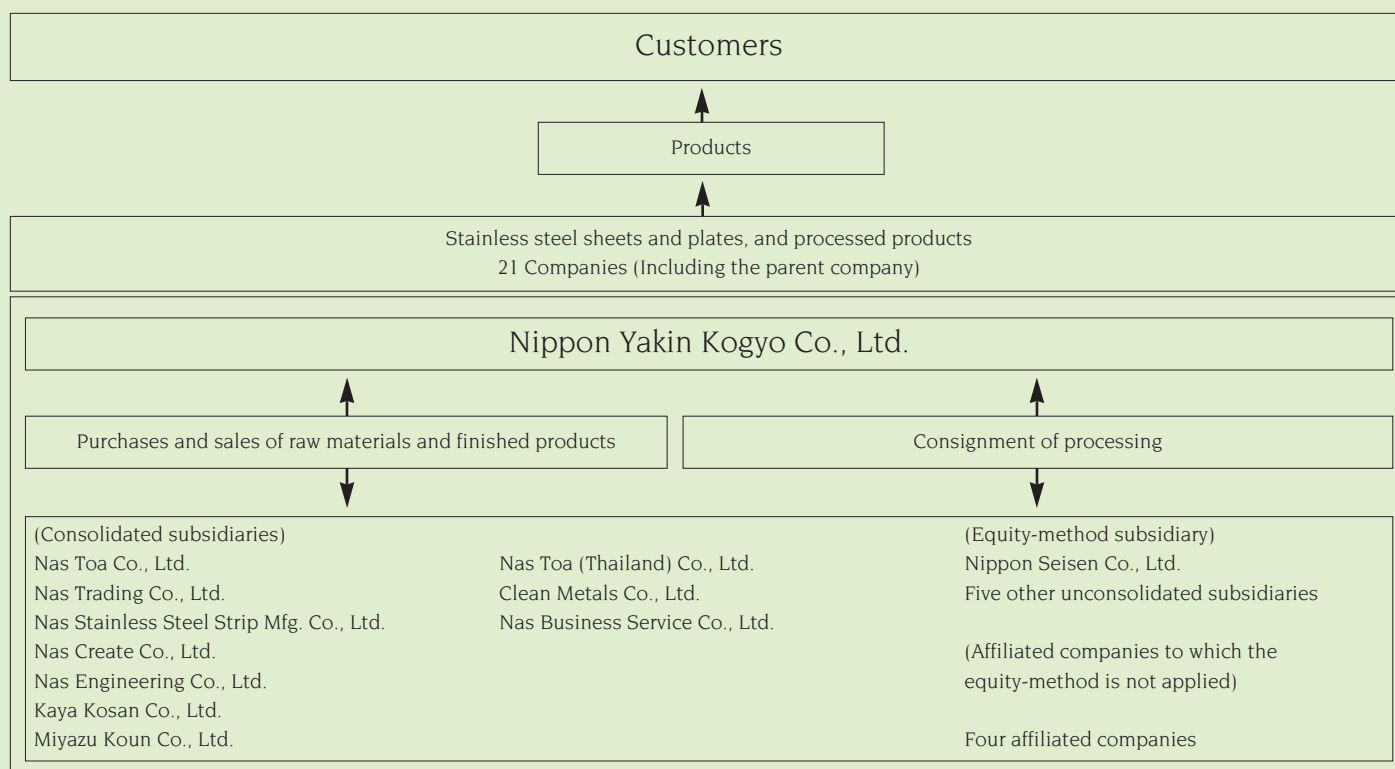 Customers
Products
Stainless steel sheets and plates, and processed products
21 Companies (Including the parent company)
Nippon Yakin Kogyo Co., Ltd.
Purchases and sales of raw materials and finished products
Consignment of processing
(Consolidated subsidiaries)
Nas Toa Co., Ltd.
Nas Trading Co., Ltd.
Nas Stainless Steel Strip Mfg. Co., Ltd.
Nas Create Co., Ltd.
Nas Engineering Co., Ltd.
Kaya Kosan Co., Ltd.
Miyazu Koun Co., Ltd.
Nas Toa (Thailand) Co., Ltd.
Clean Metals Co., Ltd.
Nas Business Service Co., Ltd.
(Equity-method subsidiary)
Nippon Seisen Co., Ltd.
Five other unconsolidated subsidiaries
(Affiliated companies to which the
equity-method is not applied)
Four affiliated companies